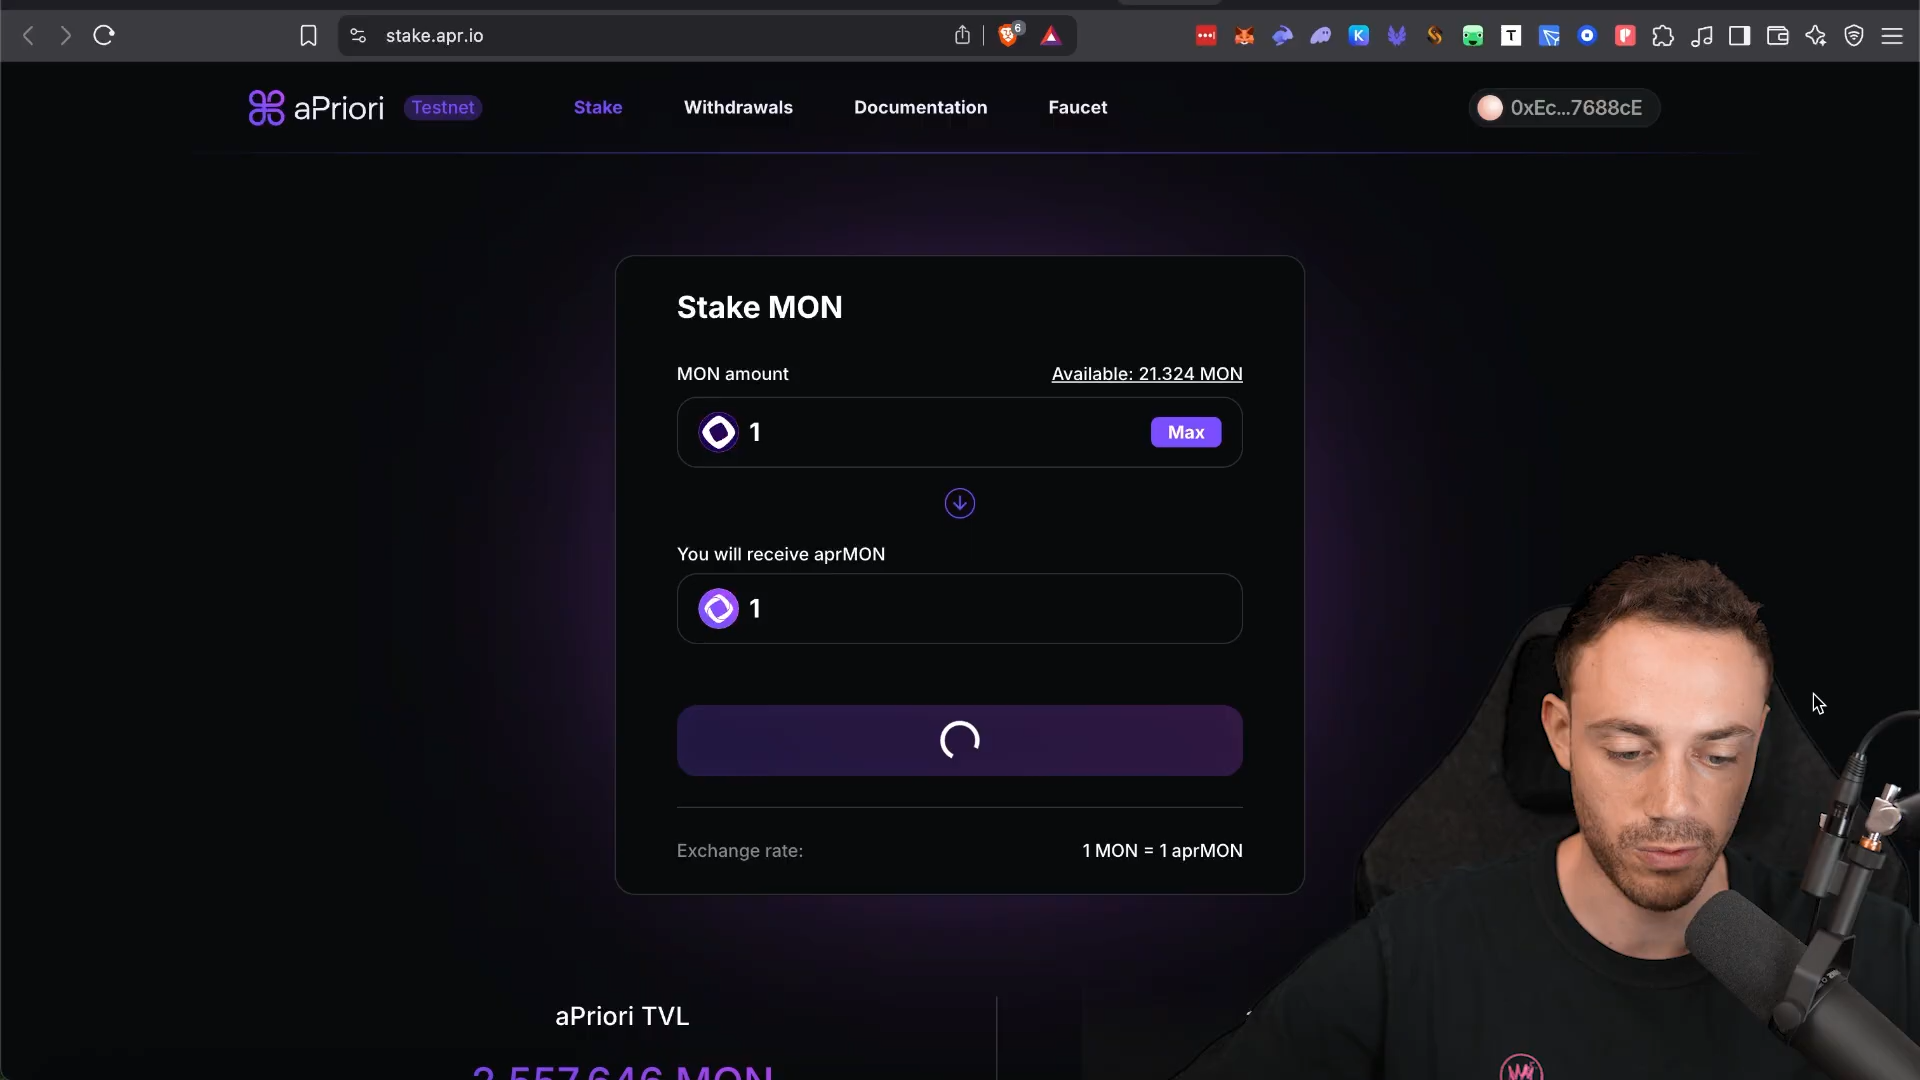 stake.apr.io
6
K
T
aPriori
Testnet
Stake
Withdrawals
Documentation
Faucet
0xEc...7688cE
Stake MON
MON amount
Available: 21.324 MON
1
Max
You will receive aprMON
1
Exchange rate:
1 MON = 1 aprMON
aPriori TVL